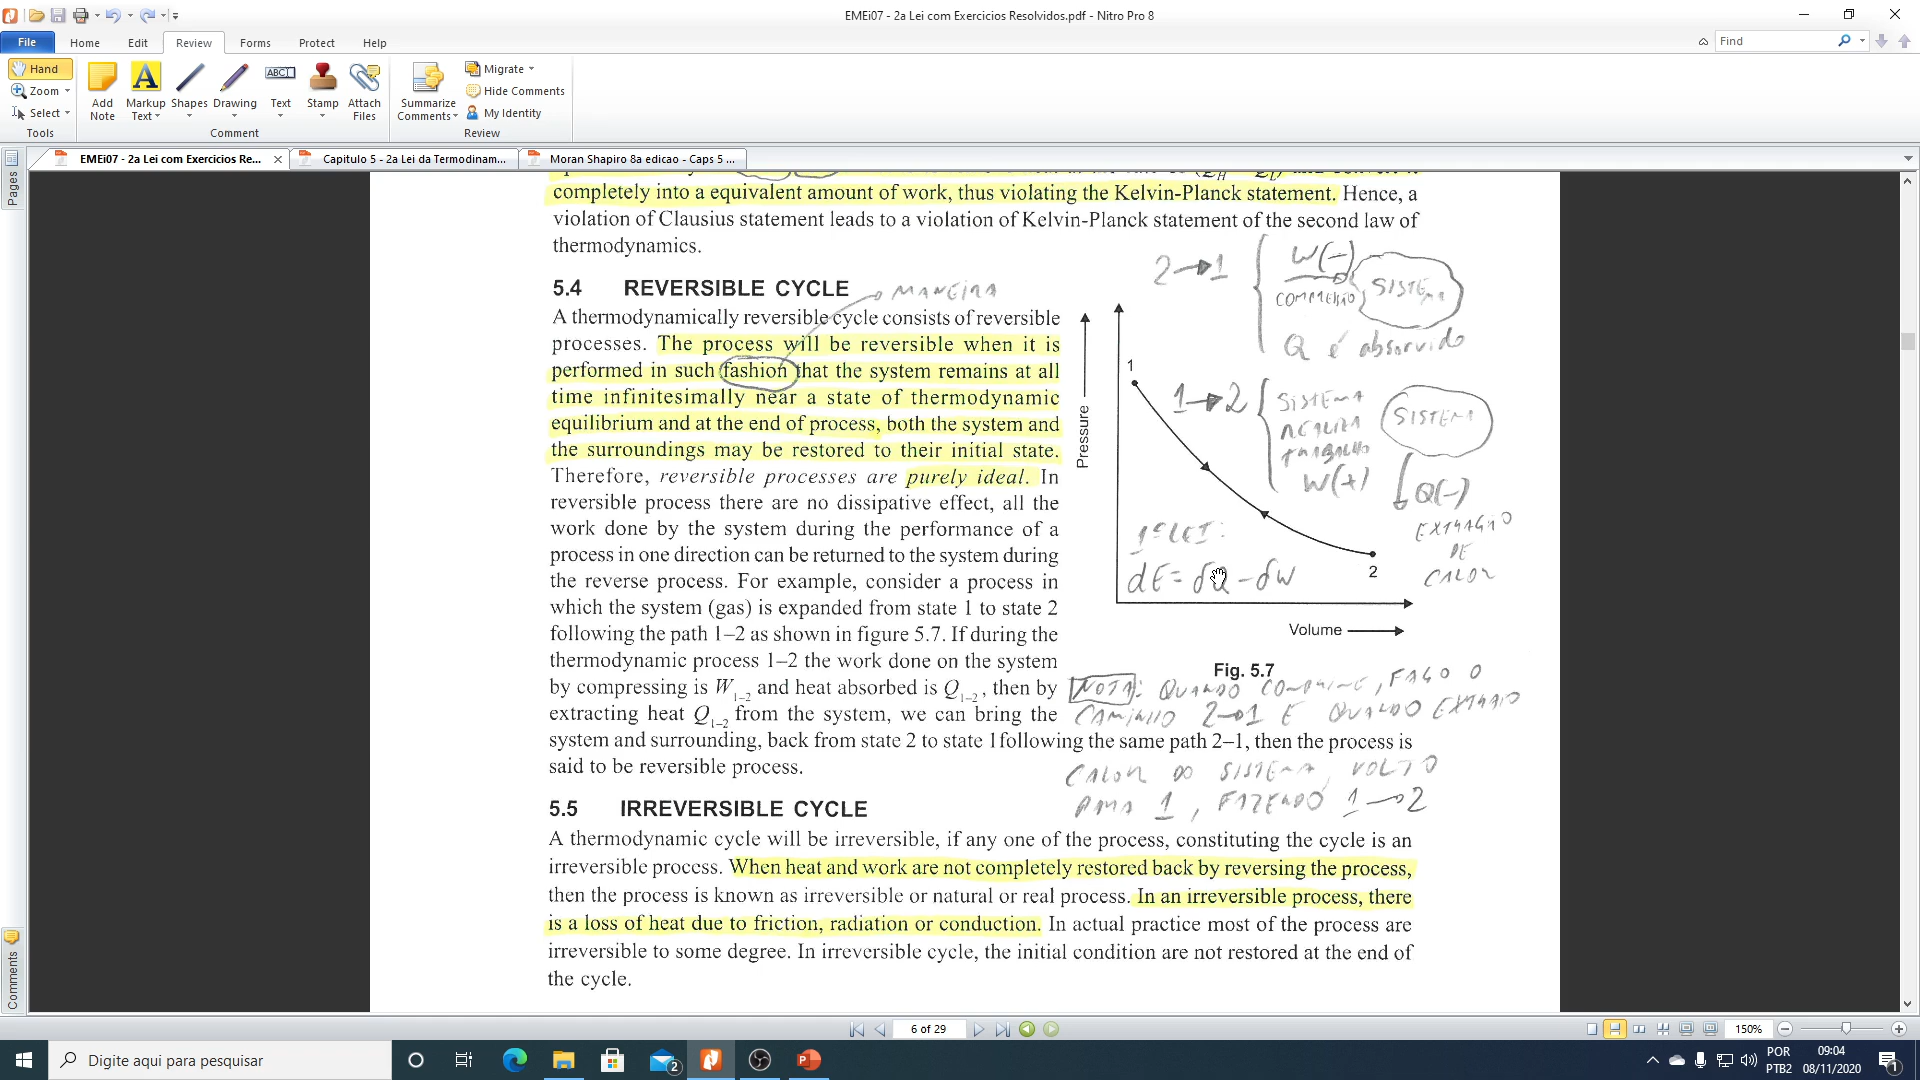 EMEi07 - 2a Lei com Exercicios Resolvidos.pdf - Nitro Pro 8
File
Home
Edit
Review
Forms
Protect
Help
Find
Hand
Zoom
Select
Tools
Add Note
Markup Text
Shapes
Drawing
Text
Stamp
Attach Files
Comment
Summarize Comments
Migrate
Hide Comments
My Identity
Review
EMEi07 - 2a Lei com Exercicios Re...
Capitulo 5 - 2a Lei da Termodinam...
Moran Shapiro 8a edicao - Caps 5 ...
Pages
Comments
completely into a equivalent amount of work, thus violating the Kelvin-Planck statement. Hence, a
violation of Clausius statement leads to a violation of Kelvin-Planck statement of the second law of
thermodynamics.
5.4 REVERSIBLE CYCLE
MANEIRA
A thermodynamically reversible cycle consists of reversible
processes. The process will be reversible when it is
performed in such fashion that the system remains at all
time infinitesimally near a state of thermodynamic
equilibrium and at the end of process, both the system and
the surroundings may be restored to their initial state.
Therefore, reversible processes are purely ideal. In
reversible process there are no dissipative effect, all the
work done by the system during the performance of a
process in one direction can be returned to the system during
the reverse process. For example, consider a process in
which the system (gas) is expanded from state 1 to state 2
following the path 1–2 as shown in figure 5.7. If during the
thermodynamic process 1–2 the work done on the system
by compressing is W1–2 and heat absorbed is Q1–2, then by
extracting heat Q1–2 from the system, we can bring the
system and surrounding, back from state 2 to state 1 following the same path 2–1, then the process is
said to be reversible process.
2→1
W(-)
COMPRESSÃO
SISTEMA
Q é absorvido
1→2
SISTEMA
REALIZA
TRABALHO
W(+)
SISTEMA
Q(-)
EXTRAÇÃO
DE
CALOR
1ª LEI:
dE = δQ - δW
Pressure
1
2
Volume
Fig. 5.7
NOTA: QUANDO COMPRIME, FAÇO O
CAMINHO 2→1 E QUANDO EXTRAIO
CALOR DO SISTEMA, VOLTO
PARA 1, FAZENDO 1→2
5.5 IRREVERSIBLE CYCLE
A thermodynamic cycle will be irreversible, if any one of the process, constituting the cycle is an
irreversible process. When heat and work are not completely restored back by reversing the process,
then the process is known as irreversible or natural or real process. In an irreversible process, there
is a loss of heat due to friction, radiation or conduction. In actual practice most of the process are
irreversible to some degree. In irreversible cycle, the initial condition are not restored at the end of
the cycle.
6 of 29
150%
Digite aqui para pesquisar
2
POR
PTB2
09:04
08/11/2020
1